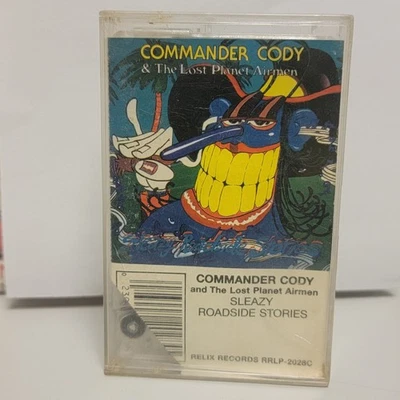 COMMANDER CODY
& The Lost Planet Airmen
COMMANDER CODY
and The Lost Planet Airmen
SLEAZY
ROADSIDE STORIES
RELIX RECORDS RRLP-2028C